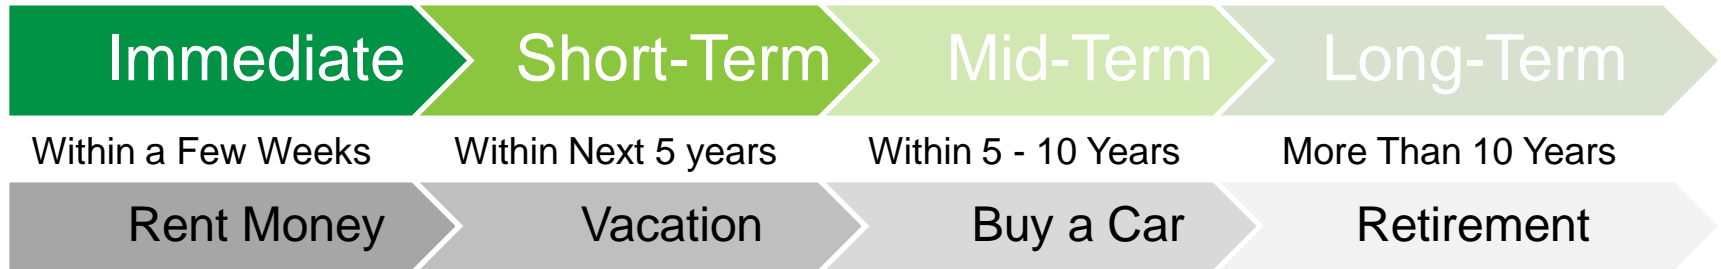 Immediate Short-Term Mid-Term Long-Term
Within a Few Weeks Within Next 5 years Within 5 - 10 Years More Than 10 Years
Rent Money Vacation Buy a Car Retirement